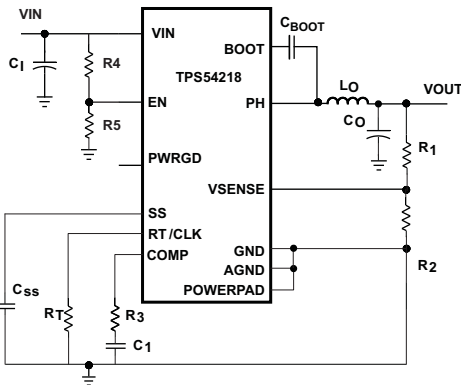 VIN
VIN
CBOOT
BOOT
CI
R4
TPS54218
LO
VOUT
EN
PH
CO
R5
R1
PWRGD
VSENSE
SS
RT/CLK
GND
R2
COMP
AGND
CSS
POWERPAD
RT
R3
C1